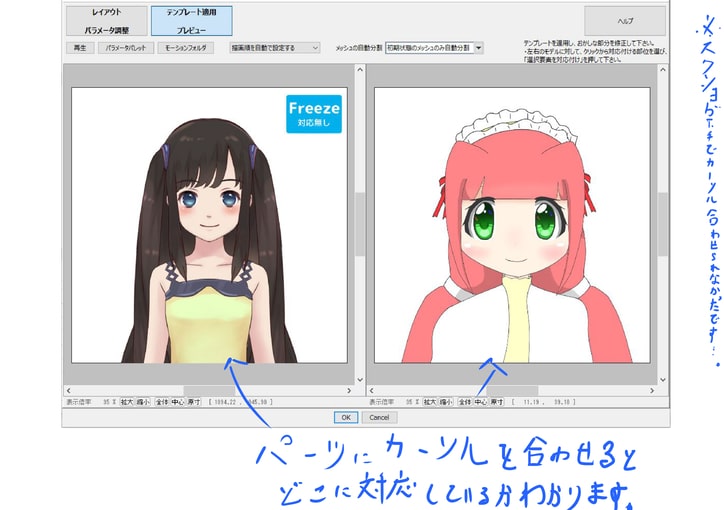 レイアウト
テンプレート適用
パラメータ調整
プレビュー
ヘルプ
再生
パラメータパレット
モーションフォルダ
描画順を自動で設定する
メッシュの自動分割
初期状態のメッシュのみ自動分割
テンプレートを適用し、おかしな部分を修正して下さい。
・左右のモデルに対して、クリックから対応付ける部位を選び、
「選択要素を対応付け」を押して下さい。
Freeze
対応無し
表示倍率 35 % 拡大 縮小 全体 中心 原寸 [ 1094.22 , 945.98 ]
表示倍率 35 % 拡大 縮小 全体 中心 原寸 [ 11.19 , 39.18 ]
OK
Cancel
パーツにカーソルを合わせると
どこに対応しているかわかります。
※スクショが下手でカーソル合わせられなかったです!.